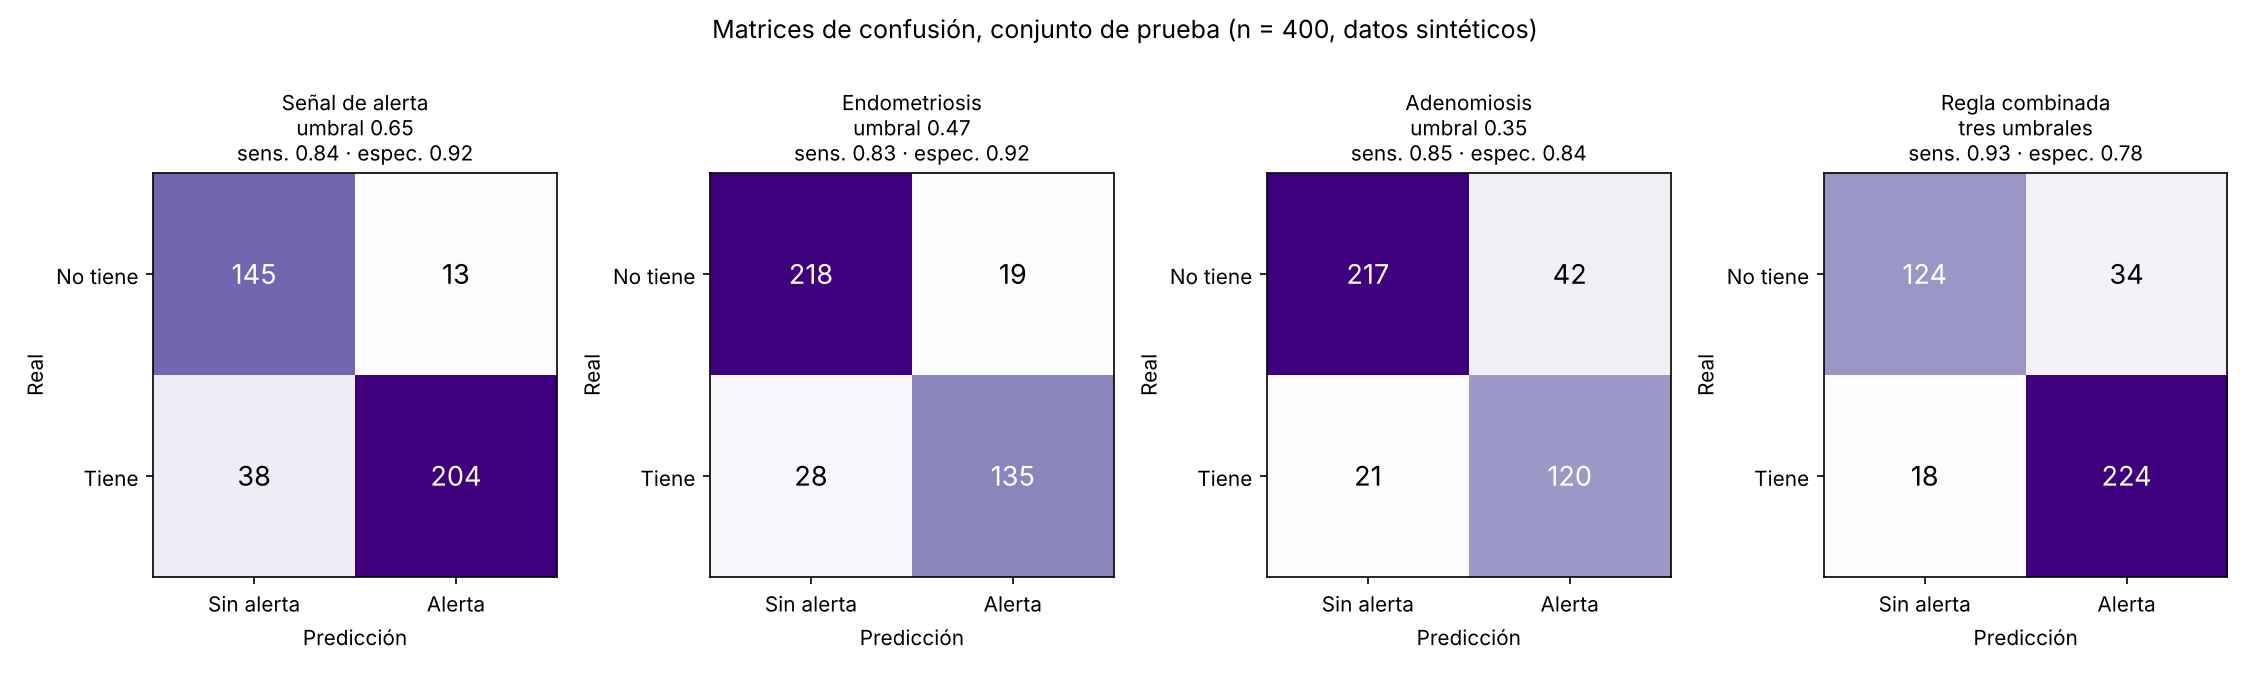 Matrices de confusión, conjunto de prueba (n = 400, datos sintéticos)
Señal de alerta
umbral 0.65
sens. 0.84 · espec. 0.92
No tiene
145
13
Real
Tiene
38
204
Sin alerta
Alerta
Predicción
Endometriosis
umbral 0.47
sens. 0.83 · espec. 0.92
No tiene
218
19
Real
Tiene
28
135
Sin alerta
Alerta
Predicción
Adenomiosis
umbral 0.35
sens. 0.85 · espec. 0.84
No tiene
217
42
Real
Tiene
21
120
Sin alerta
Alerta
Predicción
Regla combinada
tres umbrales
sens. 0.93 · espec. 0.78
No tiene
124
34
Real
Tiene
18
224
Sin alerta
Alerta
Predicción